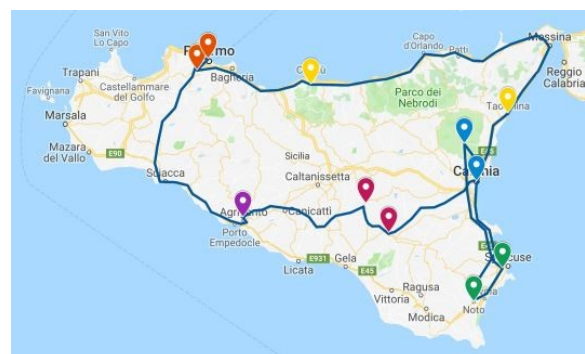 San Vito
Lo Capo
Trapani
Favignana
Marsala
Mazara
del Vallo
E90
Castellammare
del Golfo
Bagheria
Sciacca
Capo
d'Orlando
Patti
Messina
Reggio
Calabria
Parco dei
Nebrodi
Sicilia
Caltanissetta
Canicattì
Porto
Empedocle
Licata
E931
Gela
E45
Vittoria
Ragusa
Modica
Noto
E45